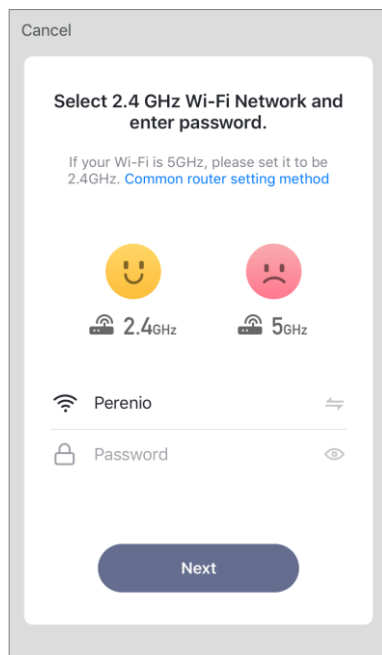 Cancel
Select 2.4 GHz Wi-Fi Network and
enter password.
If your Wi-Fi is 5GHz, please set it to be
2.4GHz. Common router setting method
2.4GHz
5GHz
Perenio
Password
Next